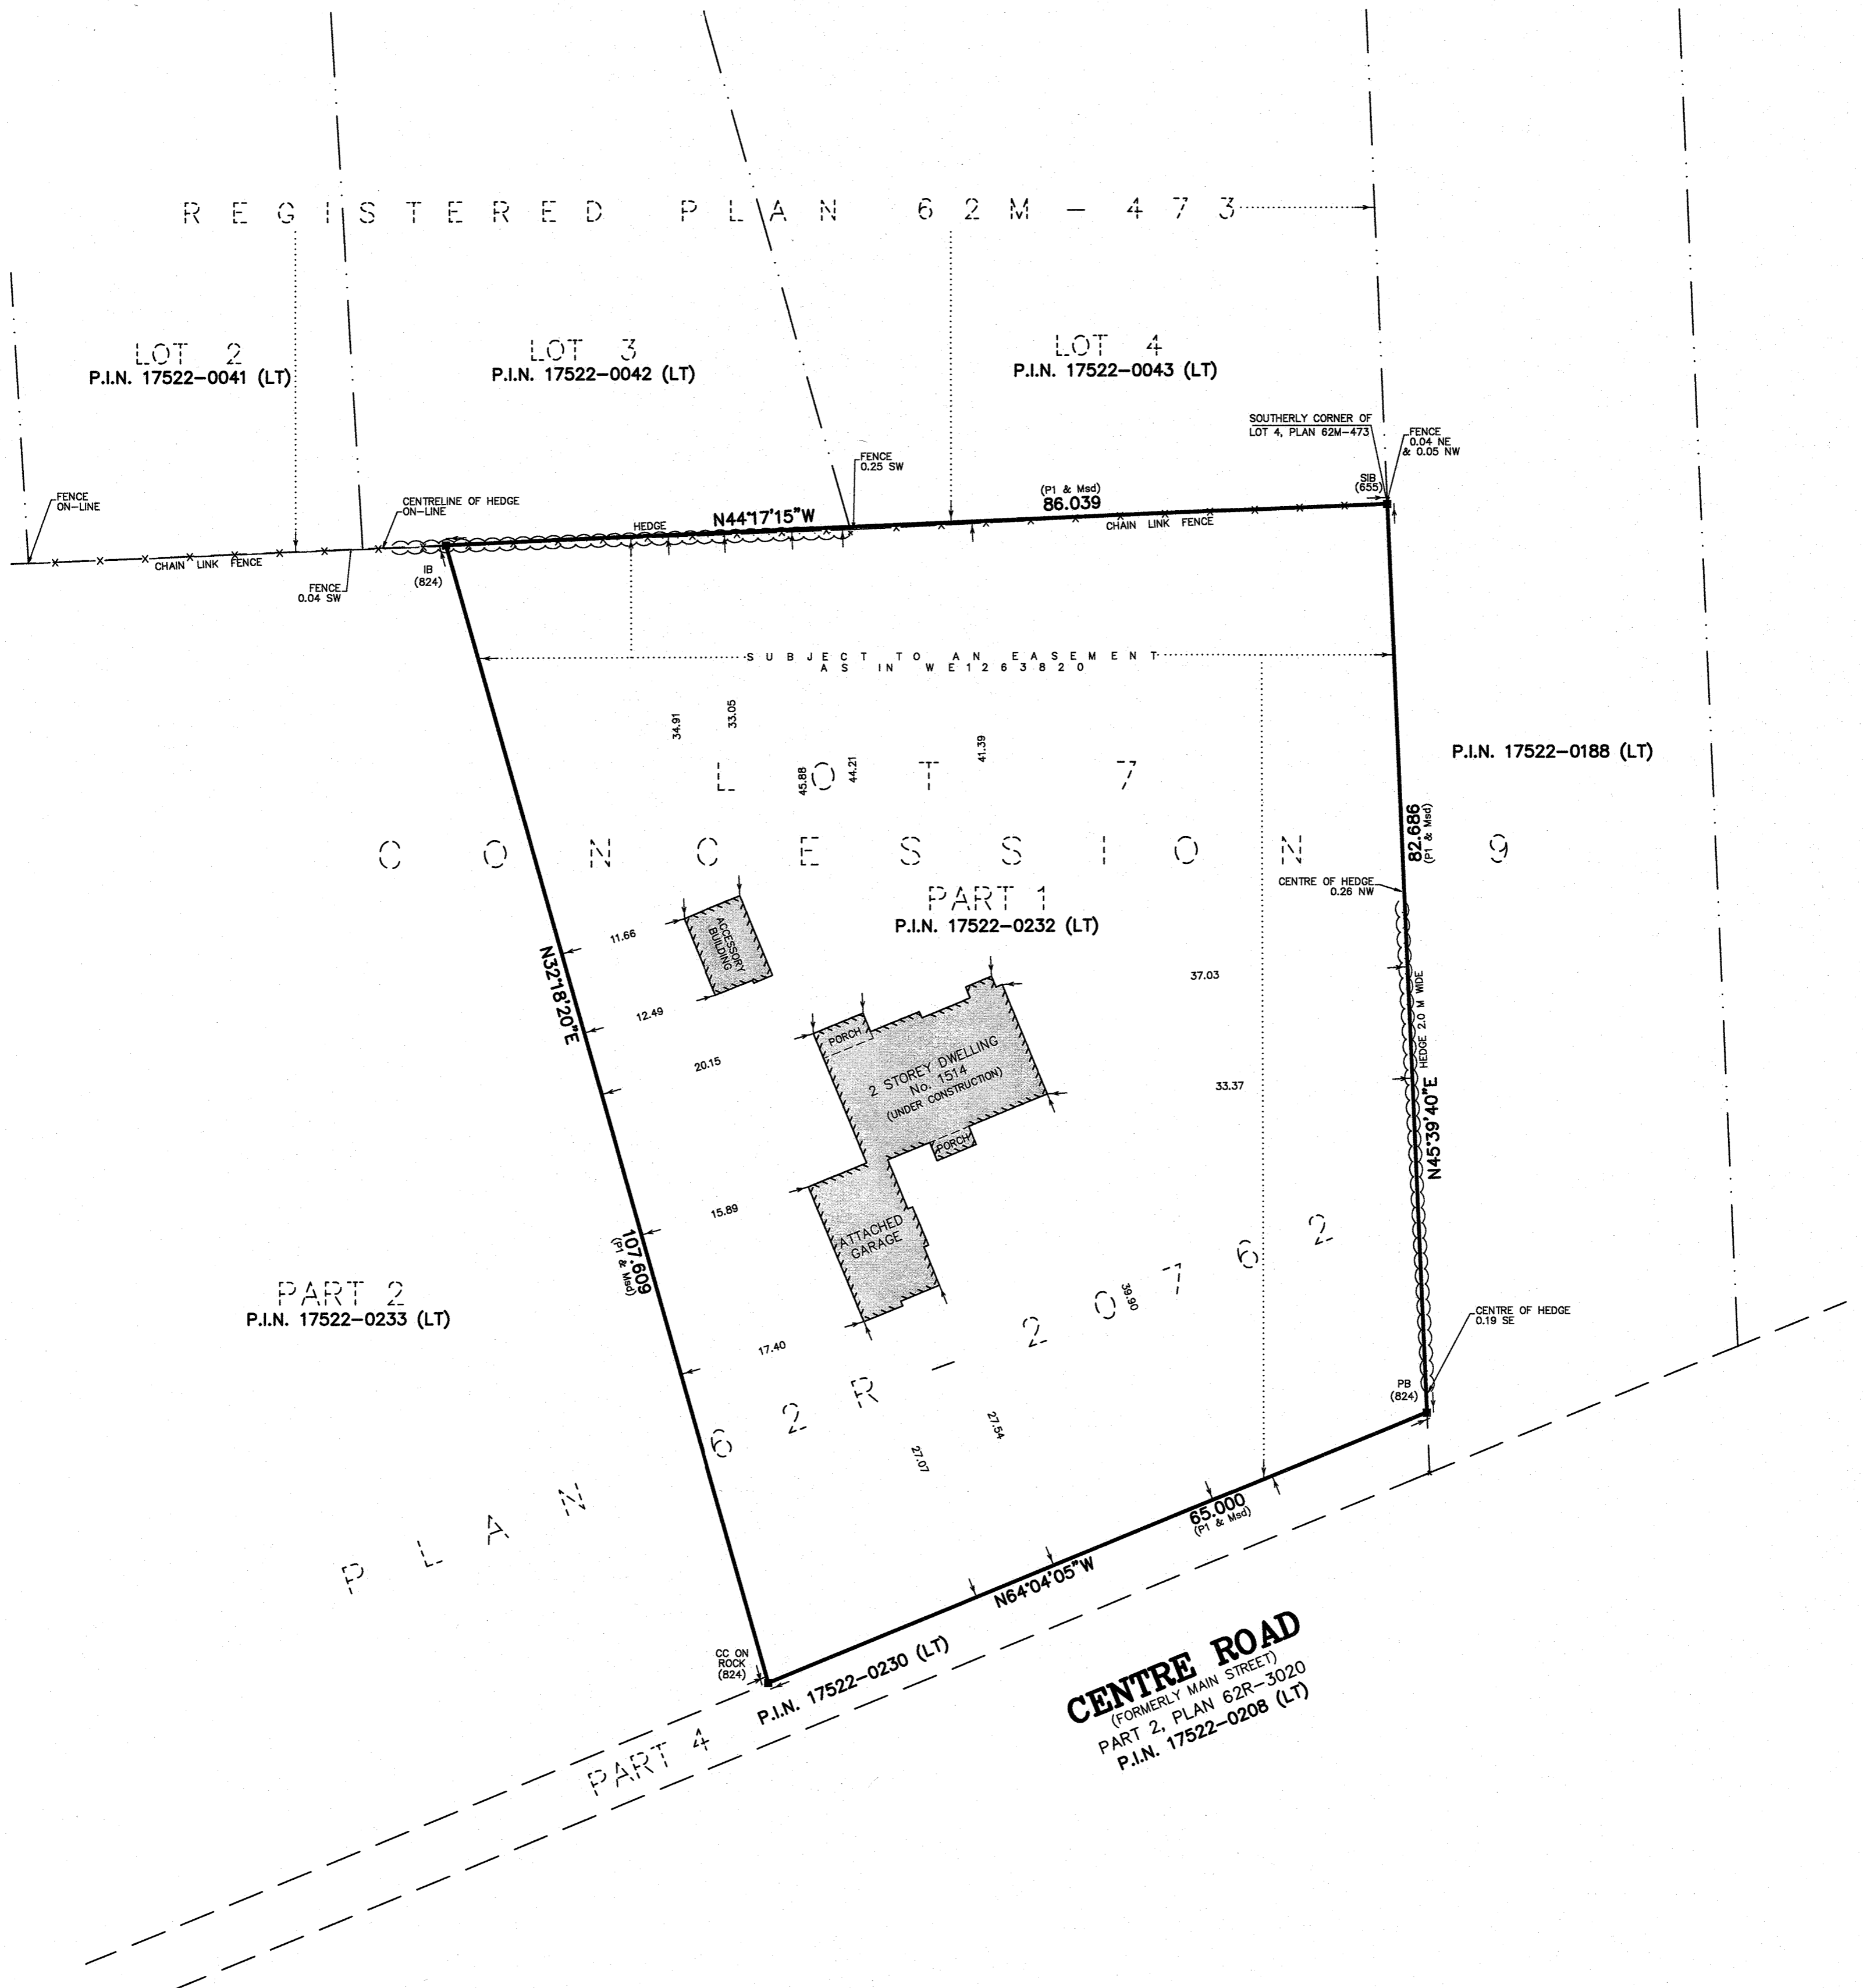 REGISTERED PLAN 62M-473
LOT 2
P.I.N. 17522-0041 (LT)
LOT 3
P.I.N. 17522-0042 (LT)
LOT 4
P.I.N. 17522-0043 (LT)
SOUTHERLY CORNER OF
LOT 4, PLAN 62M-473
FENCE
0.04 NE
& 0.05 NW
FENCE
0.25 SW
SIB
(655)
FENCE
ON-LINE
CENTRELINE OF HEDGE
ON-LINE
HEDGE
N44°17'15"W
(P1 & Msd)
86.039
CHAIN LINK FENCE
CHAIN LINK FENCE
IB
(824)
FENCE
0.04 SW
SUBJECT TO AN EASEMENT
AS IN WE1263820
34.91
33.05
45.88
44.21
41.39
LOT 7
P.I.N. 17522-0188 (LT)
82.686
(P1 & Msd)
CONCESSION 9
CENTRE OF HEDGE
0.26 NW
PART 1
P.I.N. 17522-0232 (LT)
11.66
ACCESSORY
BUILDING
N32°18'20"E
12.49
20.15
37.03
HEDGE 2.0 M WIDE
PORCH
2 STOREY DWELLING
No. 1514
(UNDER CONSTRUCTION)
33.37
N45°39'40"E
PORCH
15.89
ATTACHED
GARAGE
107.609
(P1 & Msd)
PART 2
P.I.N. 17522-0233 (LT)
39.90
CENTRE OF HEDGE
0.19 SE
17.40
PB
(824)
PLAN 62R-20762
27.54
27.07
65.000
(P1 & Msd)
N64°04'05"W
CC ON
ROCK
(824)
P.I.N. 17522-0230 (LT)
PART 4
CENTRE ROAD
(FORMERLY MAIN STREET)
PART 2, PLAN 62R-3020
P.I.N. 17522-0208 (LT)